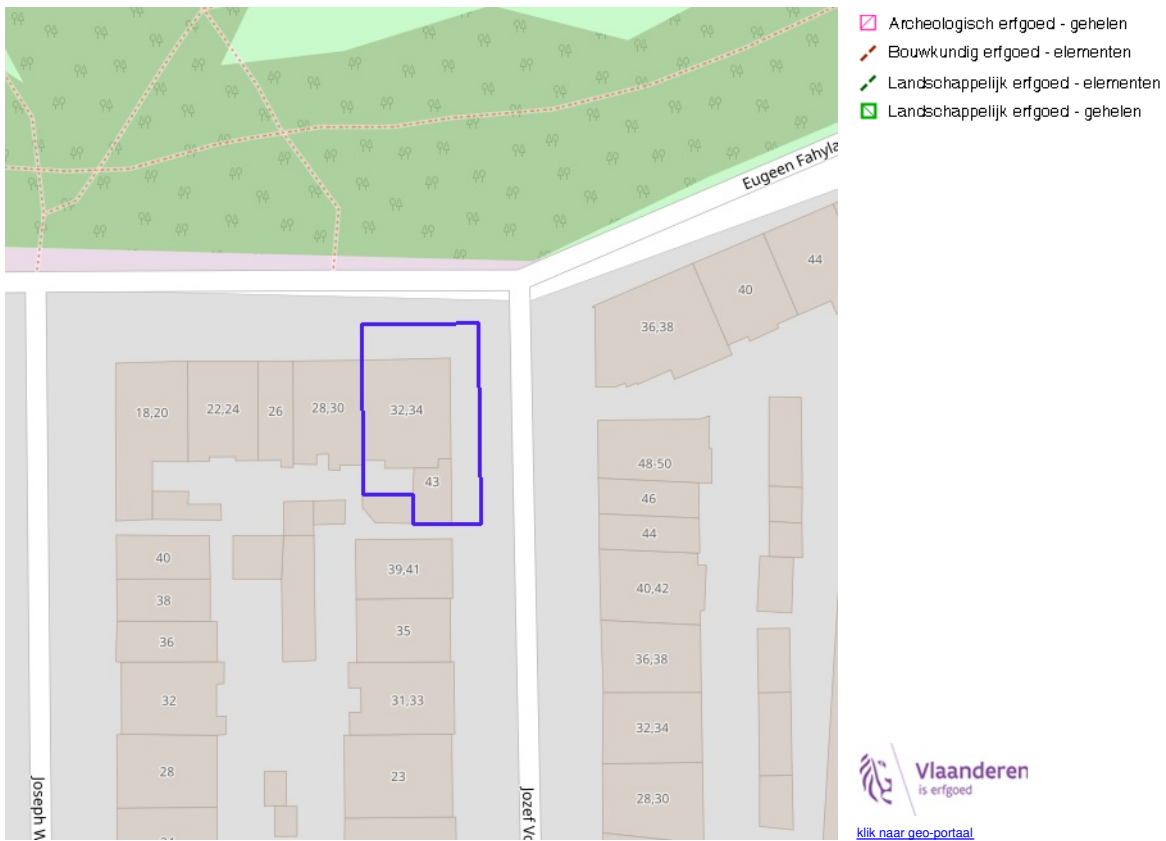 Archeologisch erfgoed - gehelen
Bouwkundig erfgoed - elementen
Landschappelijk erfgoed - elementen
Landschappelijk erfgoed - gehelen
Eugeen Fahyla
44
40
36,38
18,20
22,24
26
28,30
32,34
43
48-50
46
44
40
39,41
40,42
38
36
35
36,38
32
31,33
32,34
28
23
28,30
Joseph W
Jozef Vo
Vlaanderen
is erfgoed
klik naar geo-portaal